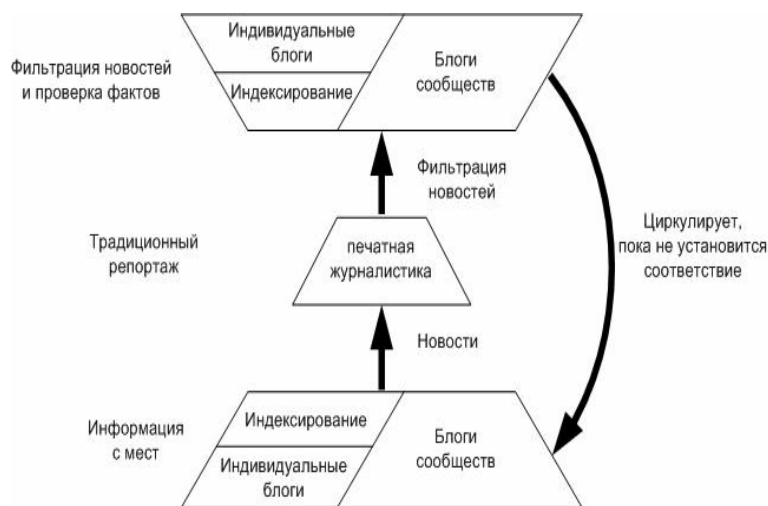 Индивидуальные
блоги
Индексирование
Блоги
сообществ
Фильтрация новостей
и проверка фактов
Фильтрация
новостей
Традиционный
репортаж
печатная
журналистика
Циркулирует,
пока не установится
соответствие
Новости
Информация
с мест
Индексирование
Индивидуальные
блоги
Блоги
сообществ